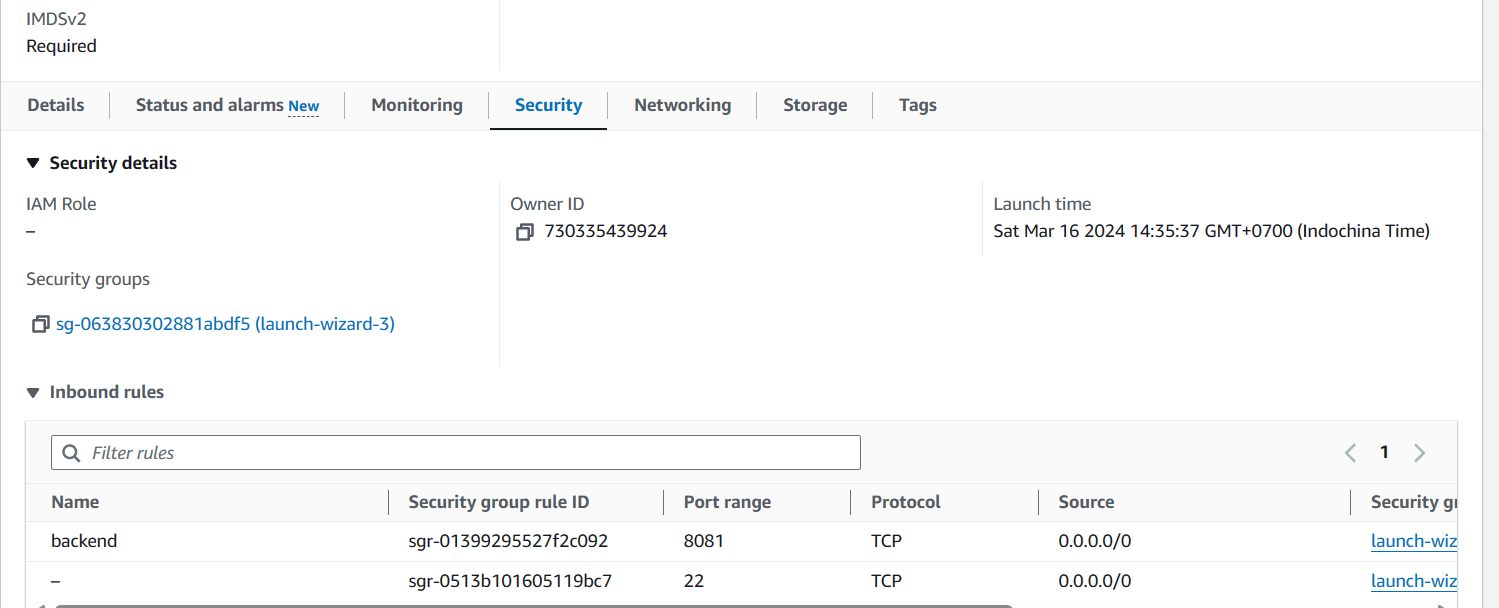 IMDSv2
Required
Details Status and alarms New Monitoring Security Networking Storage Tags
Security details
IAM Role Owner ID Launch time
– 730335439924 Sat Mar 16 2024 14:35:37 GMT+0700 (Indochina Time)
Security groups
sg-063830302881abdf5 (launch-wizard-3)
Inbound rules
Filter rules 1
Name Security group rule ID Port range Protocol Source Security gr
backend sgr-01399295527f2c092 8081 TCP 0.0.0.0/0 launch-wiz
– sgr-0513b101605119bc7 22 TCP 0.0.0.0/0 launch-wiz